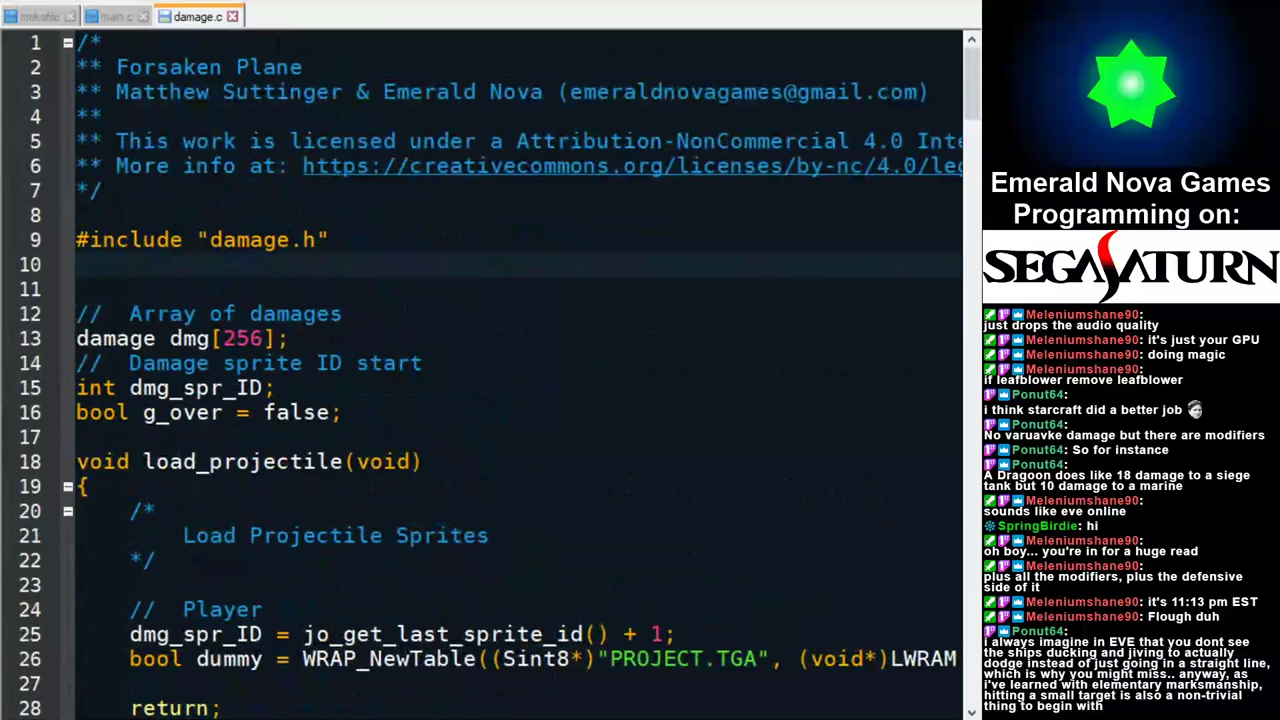 makefile
main.c
damage.c
1 /*
2 ** Forsaken Plane
3 ** Matthew Suttinger & Emerald Nova (emeraldnovagames@gmail.com)
4 **
5 ** This work is licensed under a Attribution-NonCommercial 4.0 Inte
6 ** More info at: https://creativecommons.org/licenses/by-nc/4.0/leg
7 */
8
9 #include "damage.h"
10
11
12 // Array of damages
13 damage dmg[256];
14 // Damage sprite ID start
15 int dmg_spr_ID;
16 bool g_over = false;
17
18 void load_projectile(void)
19 {
20 /*
21 Load Projectile Sprites
22 */
23
24 // Player
25 dmg_spr_ID = jo_get_last_sprite_id() + 1;
26 bool dummy = WRAP_NewTable((Sint8*)"PROJECT.TGA", (void*)LWRAM
27
28 return;
Emerald Nova Games
Programming on:
SEGA SATURN
Meleniumshane90:
just drops the audio quality
Meleniumshane90: it's just your GPU
Meleniumshane90: doing magic
Meleniumshane90:
if leafblower remove leafblower
Ponut64:
i think starcraft did a better job
Ponut64:
No varuavke damage but there are modifiers
Ponut64: So for instance
Ponut64:
A Dragoon does like 18 damage to a siege
tank but 10 damage to a marine
Meleniumshane90:
sounds like eve online
SpringBirdie: hi
Meleniumshane90:
oh boy... you're in for a huge read
Meleniumshane90:
plus all the modifiers, plus the defensive
side of it
Meleniumshane90: it's 11:13 pm EST
Meleniumshane90: Flough duh
Ponut64:
i always imagine in EVE that you dont see
the ships ducking and jiving to actually
dodge instead of just going in a straight line,
which is why you might miss.. anyway, as
i've learned with elementary marksmanship,
hitting a small target is also a non-trivial
thing to begin with